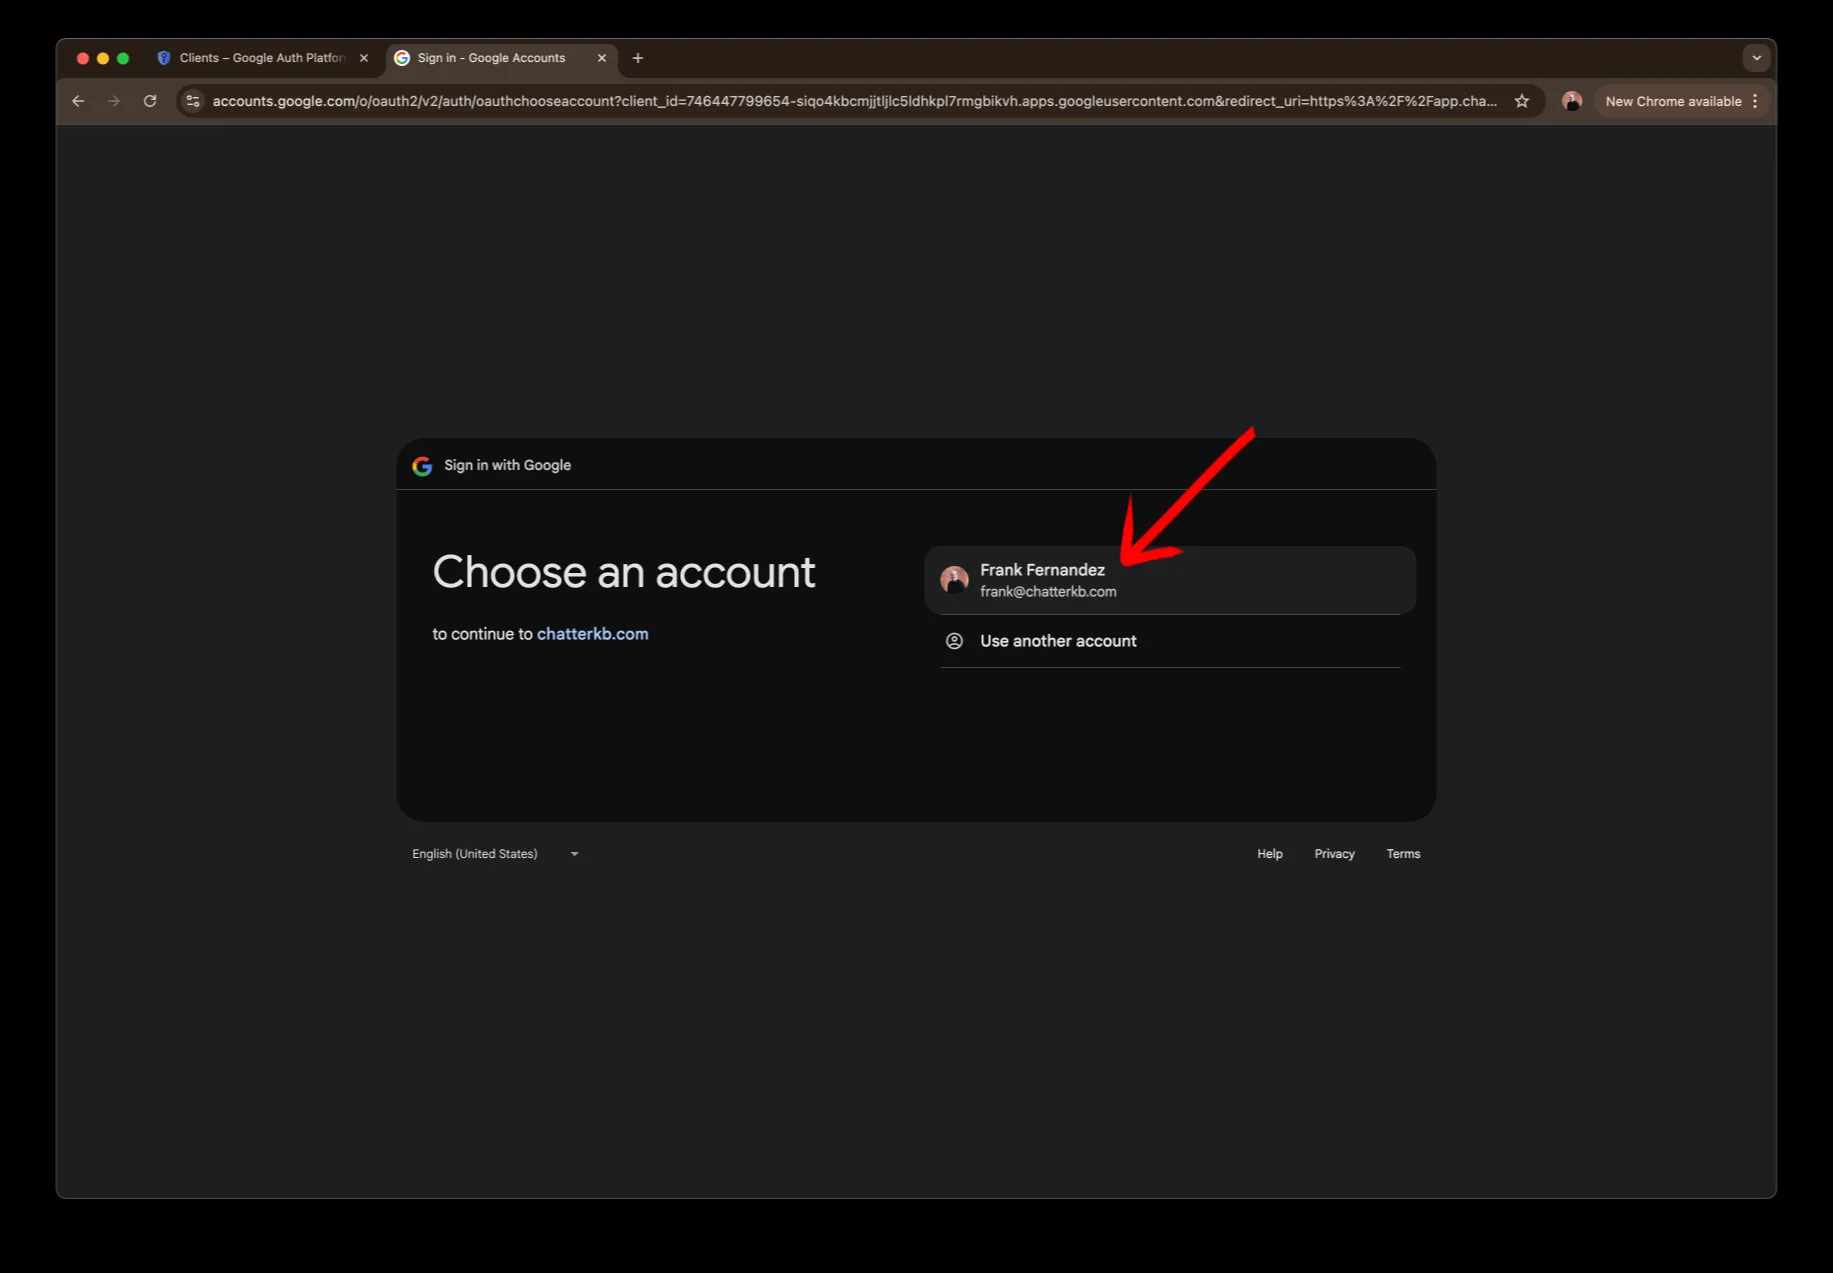 Clients – Google Auth Platfor
Sign in - Google Accounts
accounts.google.com/o/oauth2/v2/auth/oauthchooseaccount?client_id=746447799654-siqo4kbcmjjtljlc5ldhkpl7rmgbikvh.apps.googleusercontent.com&redirect_uri=https%3A%2F%2Fapp.cha...
New Chrome available
Sign in with Google
Choose an account
to continue to chatterkb.com
Frank Fernandez
frank@chatterkb.com
Use another account
English (United States)
Help Privacy Terms